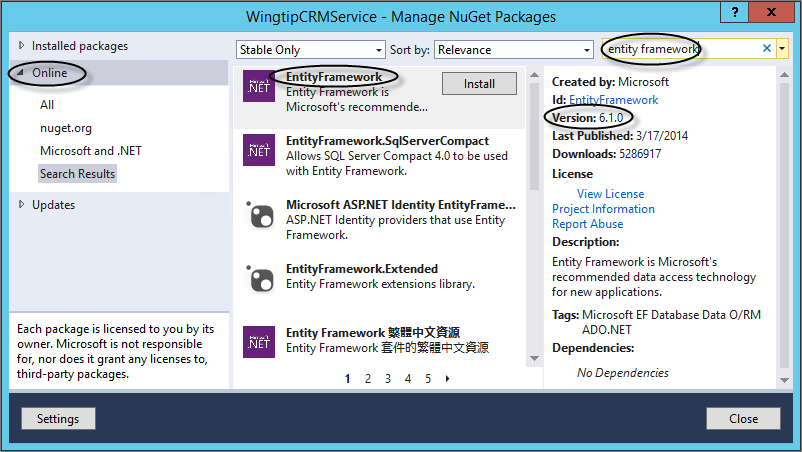 WingtipCRMService - Manage NuGet Packages
?
Installed packages
Online
All
nuget.org
Microsoft and .NET
Search Results
Updates
Each package is licensed to you by its
owner. Microsoft is not responsible
for, nor does it grant any licenses to,
third-party packages.
Stable Only
Sort by: Relevance
entity framework
EntityFramework
Entity Framework is
Microsoft's recommende...
Install
EntityFramework.SqlServerCompact
Allows SQL Server Compact 4.0 to be used
with Entity Framework.
Microsoft ASP.NET Identity EntityFrame...
ASP.NET Identity providers that use Entity
Framework.
EntityFramework.Extended
Entity Framework extensions library.
Entity Framework 繁體中文資源
Entity Framework 套件的繁體中文資源
.NET
.NET
.NET
1 2 3 4 5
Created by: Microsoft
Id: EntityFramework
Version: 6.1.0
Last Published: 3/17/2014
Downloads: 5286917
License
View License
Project Information
Report Abuse
Description:
Entity Framework is Microsoft's
recommended data access technology
for new applications.
Tags: Microsoft EF Database Data O/RM
ADO.NET
Dependencies:
No Dependencies
Settings
Close